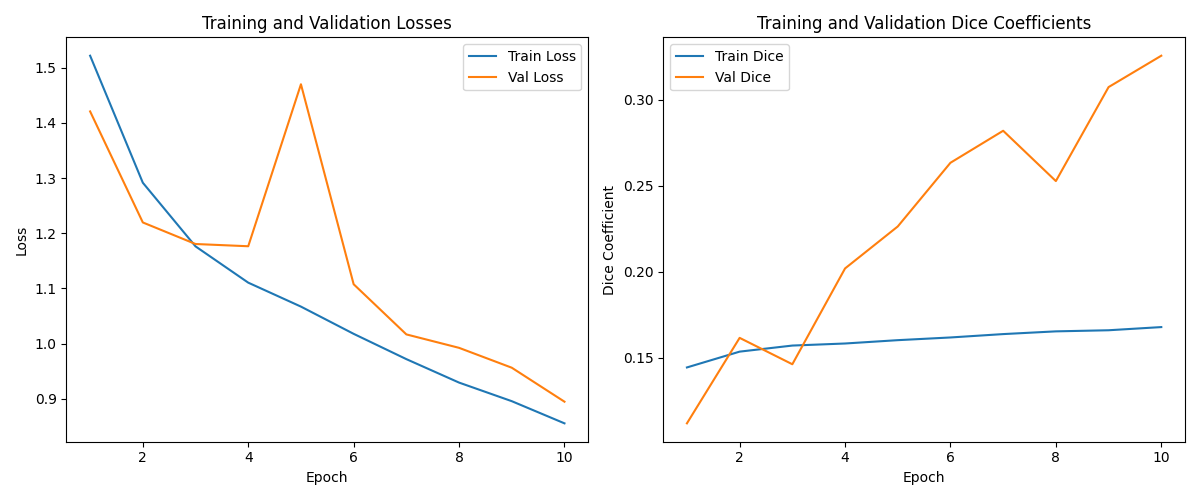 Training and Validation Losses
Train Loss
Val Loss
1.5
1.4
1.3
1.2
1.1
1.0
0.9
Loss
2 4 6 8 10
Epoch
Training and Validation Dice Coefficients
Train Dice
Val Dice
0.30
0.25
0.20
0.15
Dice Coefficient
2 4 6 8 10
Epoch